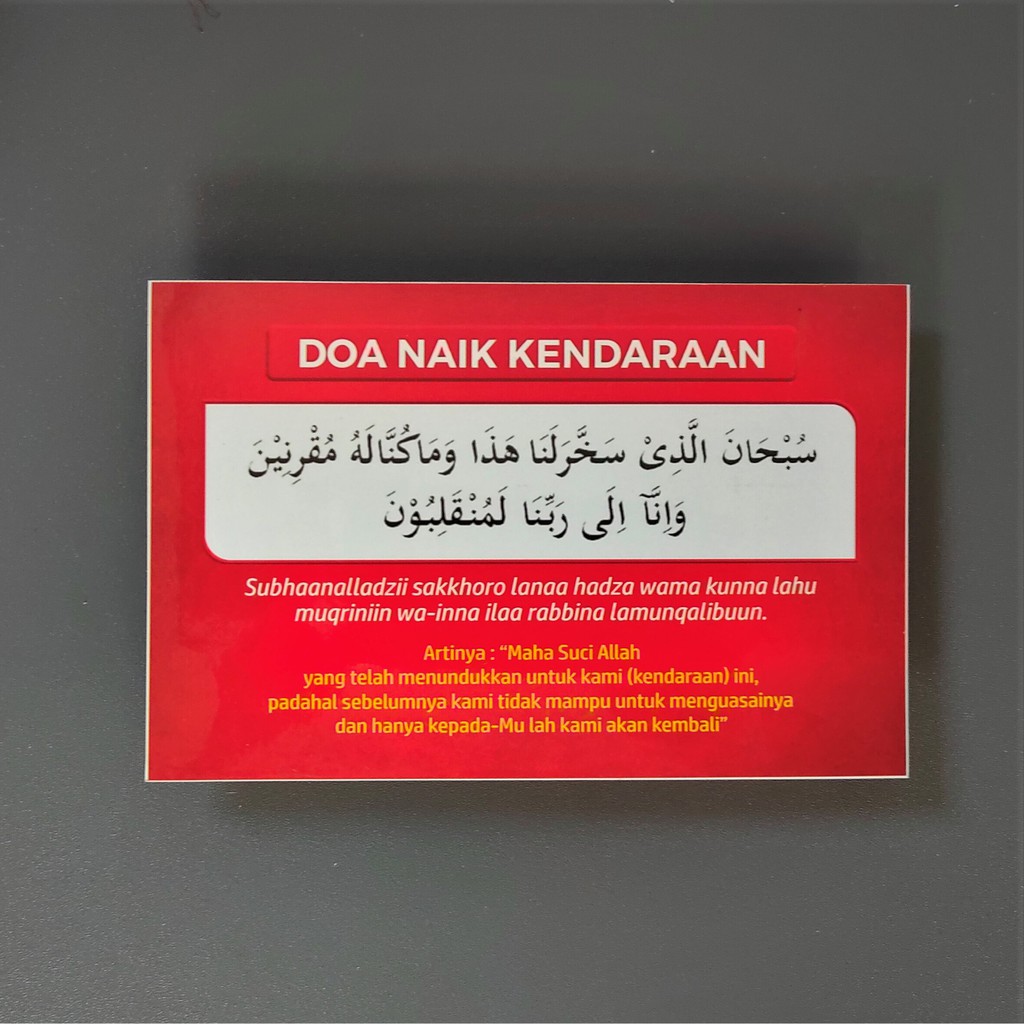 DOA NAIK KENDARAAN
سُبْحَانَ الَّذِىْ سَخَّرَلَنَا هَذَا وَمَاكُنَّالَهُ مُقْرِنِيْنَ
وَاِنَّآ اِلَى رَبِّنَا لَمُنْقَلِبُوْنَ
Subhaanalladzii sakkhoro lanaa hadza wama kunna lahu
muqriniin wa-inna ilaa rabbina lamunqalibuun.
Artinya : “Maha Suci Allah
yang telah menundukkan untuk kami (kendaraan) ini,
padahal sebelumnya kami tidak mampu untuk menguasainya
dan hanya kepada-Mu lah kami akan kembali”